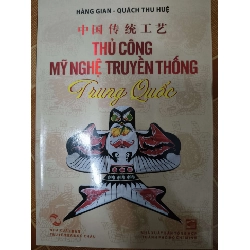 HÀNG GIAN - QUÁCH THU HUỆ
中国传统工艺
THỦ CÔNG
MỸ NGHỆ TRUYỀN THỐNG
Trung Quốc